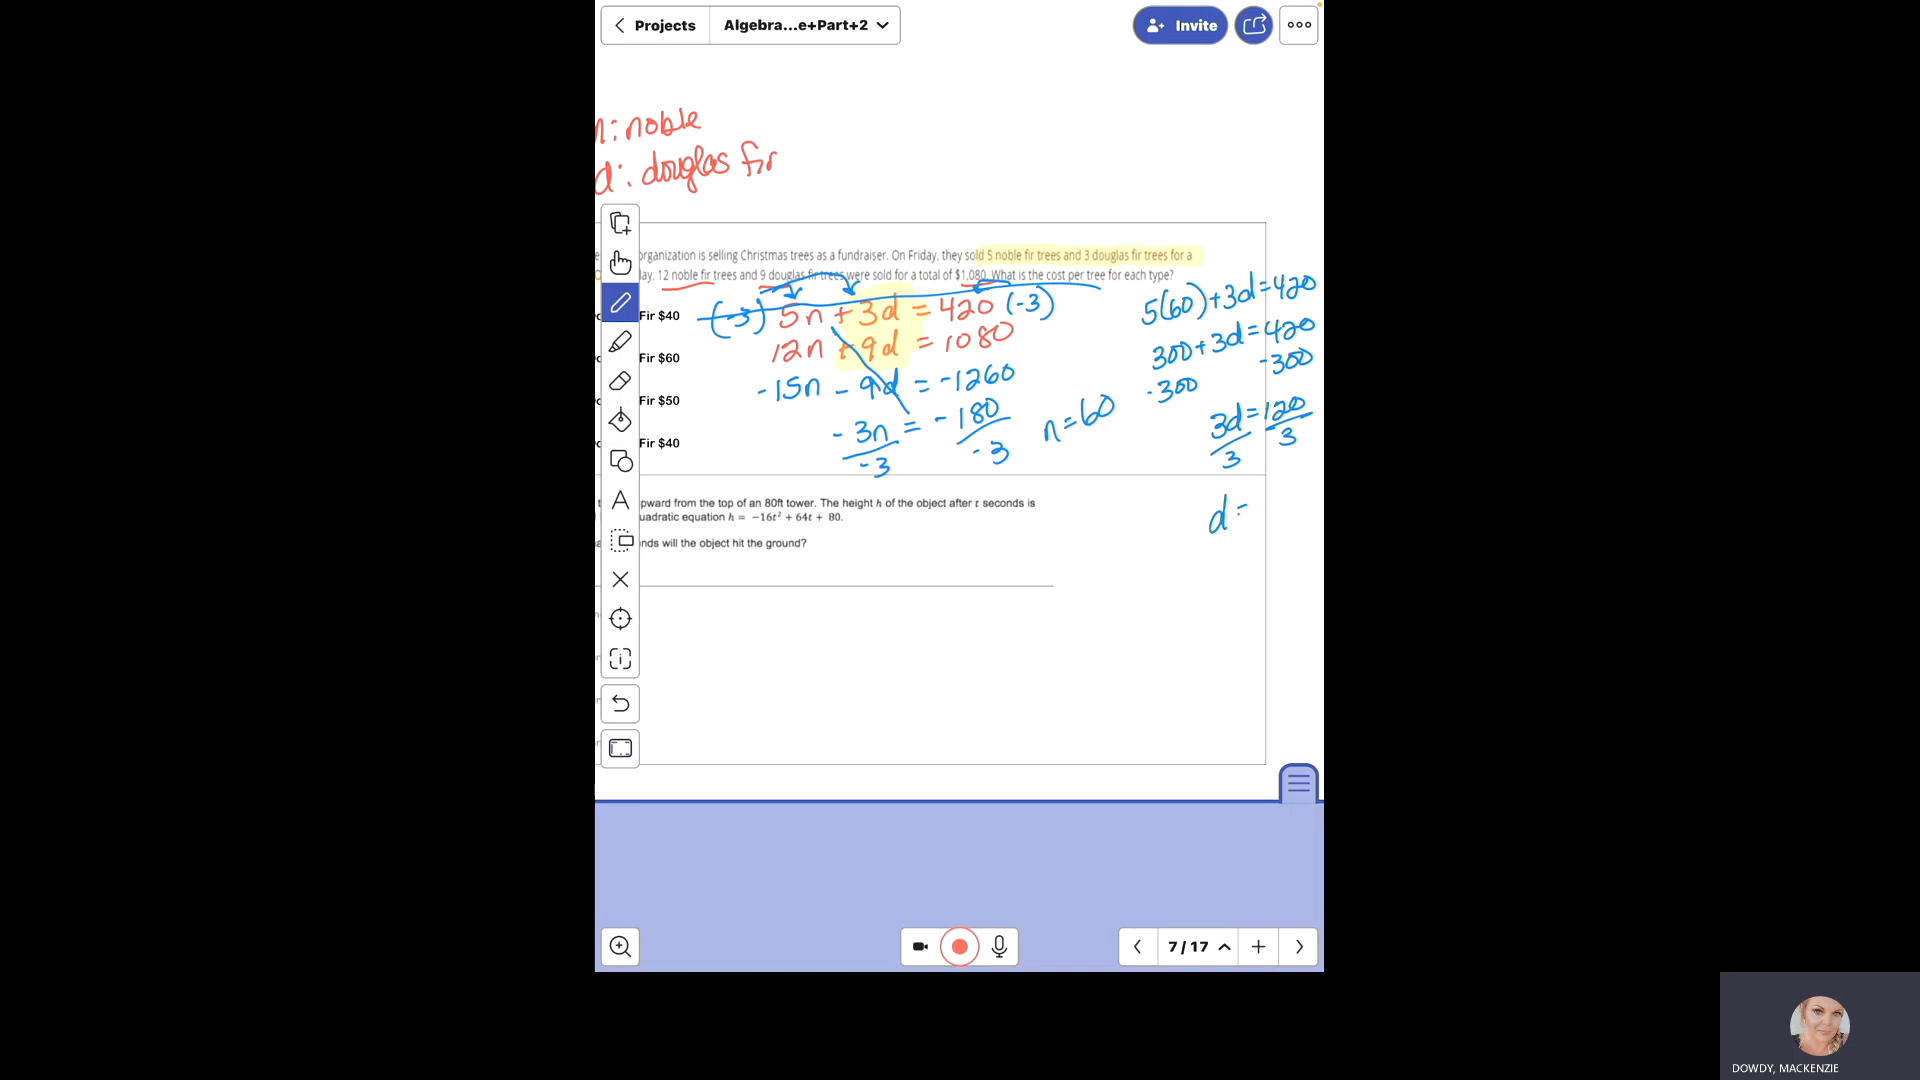 Projects
Algebra...e+Part+2
Invite
n: noble
d: douglas fir
organization is selling Christmas trees as a fundraiser. On Friday, they sold 5 noble fir trees and 3 douglas fir trees for a
ay, 12 noble fir trees and 9 douglas fir trees were sold for a total of $1,080. What is the cost per tree for each type?
Fir $40
Fir $60
Fir $50
Fir $40
(-3) 5n + 3d = 420 (-3)
12n + 9d = 1080
-15n - 9d = -1260
-3n = -180
-3 -3
n=60
5(60)+3d=420
300+3d=420
-300 -300
3d=120
3 3
d=
pward from the top of an 80ft tower. The height h of the object after t seconds is
uadratic equation h = −16t² + 64t + 80.
nds will the object hit the ground?
7 / 17
DOWDY, MACKENZIE